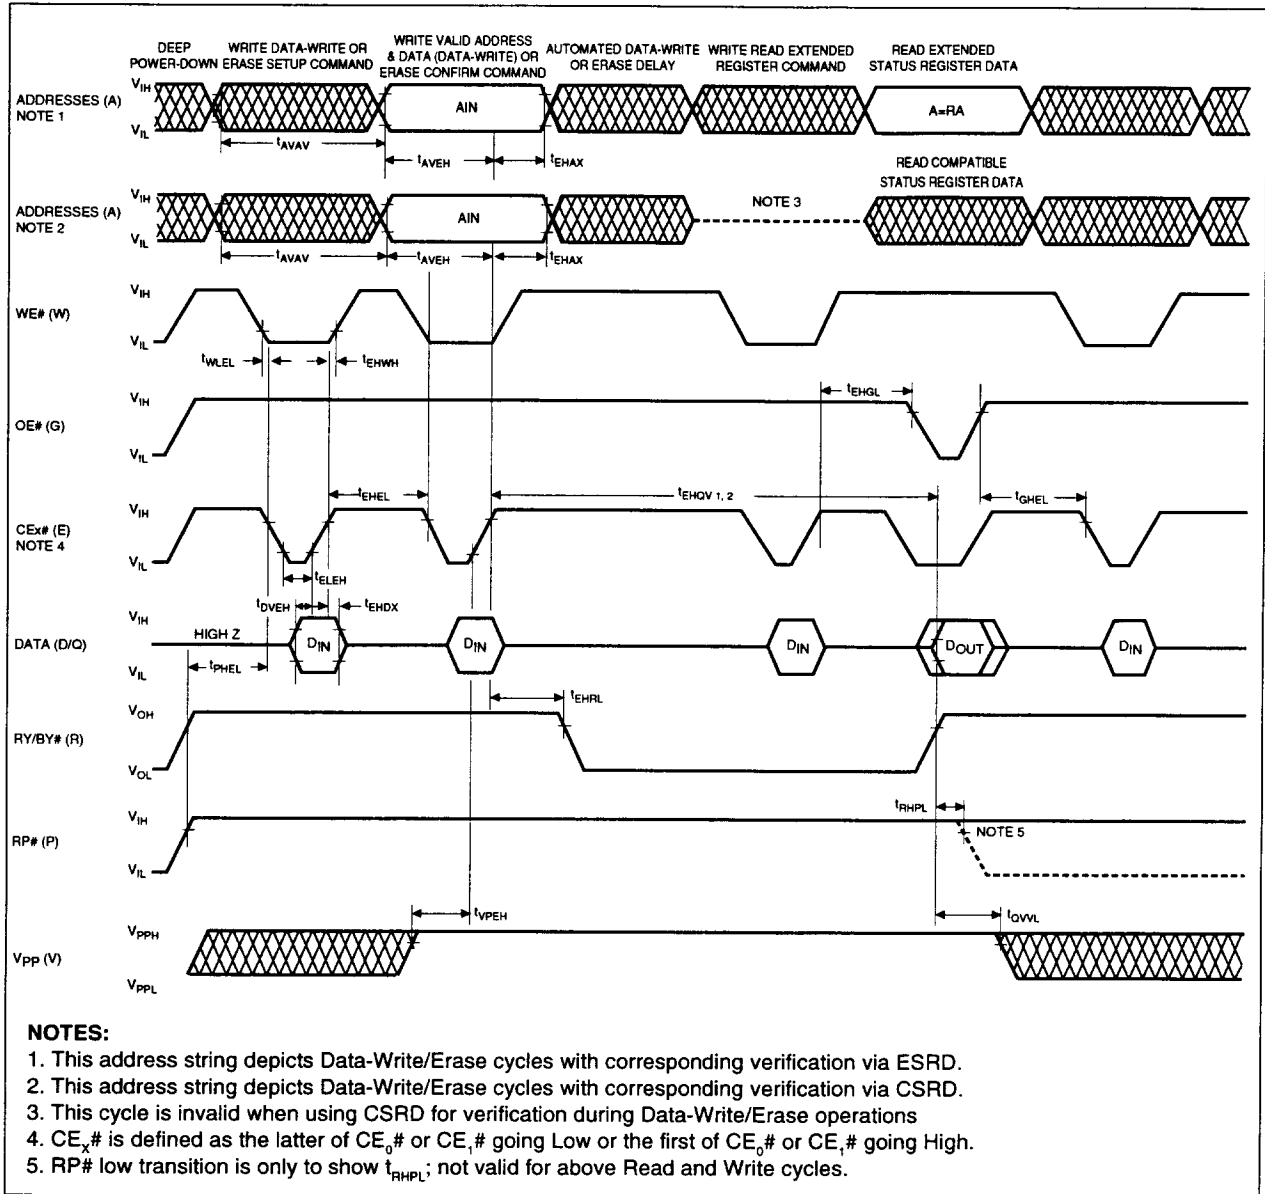 DEEP
POWER-DOWN
WRITE DATA-WRITE OR
ERASE SETUP COMMAND
WRITE VALID ADDRESS
& DATA (DATA-WRITE) OR
ERASE CONFIRM COMMAND
AUTOMATED DATA-WRITE
OR ERASE DELAY
WRITE READ EXTENDED
REGISTER COMMAND
READ EXTENDED
STATUS REGISTER DATA
ADDRESSES (A)
NOTE 1
VIH
VIL
AIN
A=RA
tAVAV
tAVEH
tEHAX
READ COMPATIBLE
STATUS REGISTER DATA
ADDRESSES (A)
NOTE 2
VIH
VIL
AIN
NOTE 3
tAVAV
tAVEH
tEHAX
WE# (W)
VIH
VIL
tWLEL
tEHWH
OE# (G)
VIH
VIL
tEHGL
CEx# (E)
NOTE 4
VIH
VIL
tEHEL
tEHQV 1, 2
tGHEL
tELEH
DATA (D/Q)
VIH
VIL
HIGH Z
tDVEH
tEHDX
DIN
DIN
DIN
DOUT
DIN
tPHEL
tEHRL
RY/BY# (R)
VOH
VOL
RP# (P)
VIH
VIL
tRHPL
NOTE 5
VPP (V)
VPPH
VPPL
tVPEH
tQVVL
NOTES:
1. This address string depicts Data-Write/Erase cycles with corresponding verification via ESRD.
2. This address string depicts Data-Write/Erase cycles with corresponding verification via CSRD.
3. This cycle is invalid when using CSRD for verification during Data-Write/Erase operations
4. CEx# is defined as the latter of CE0# or CE1# going Low or the first of CE0# or CE1# going High.
5. RP# low transition is only to show tRHPL; not valid for above Read and Write cycles.